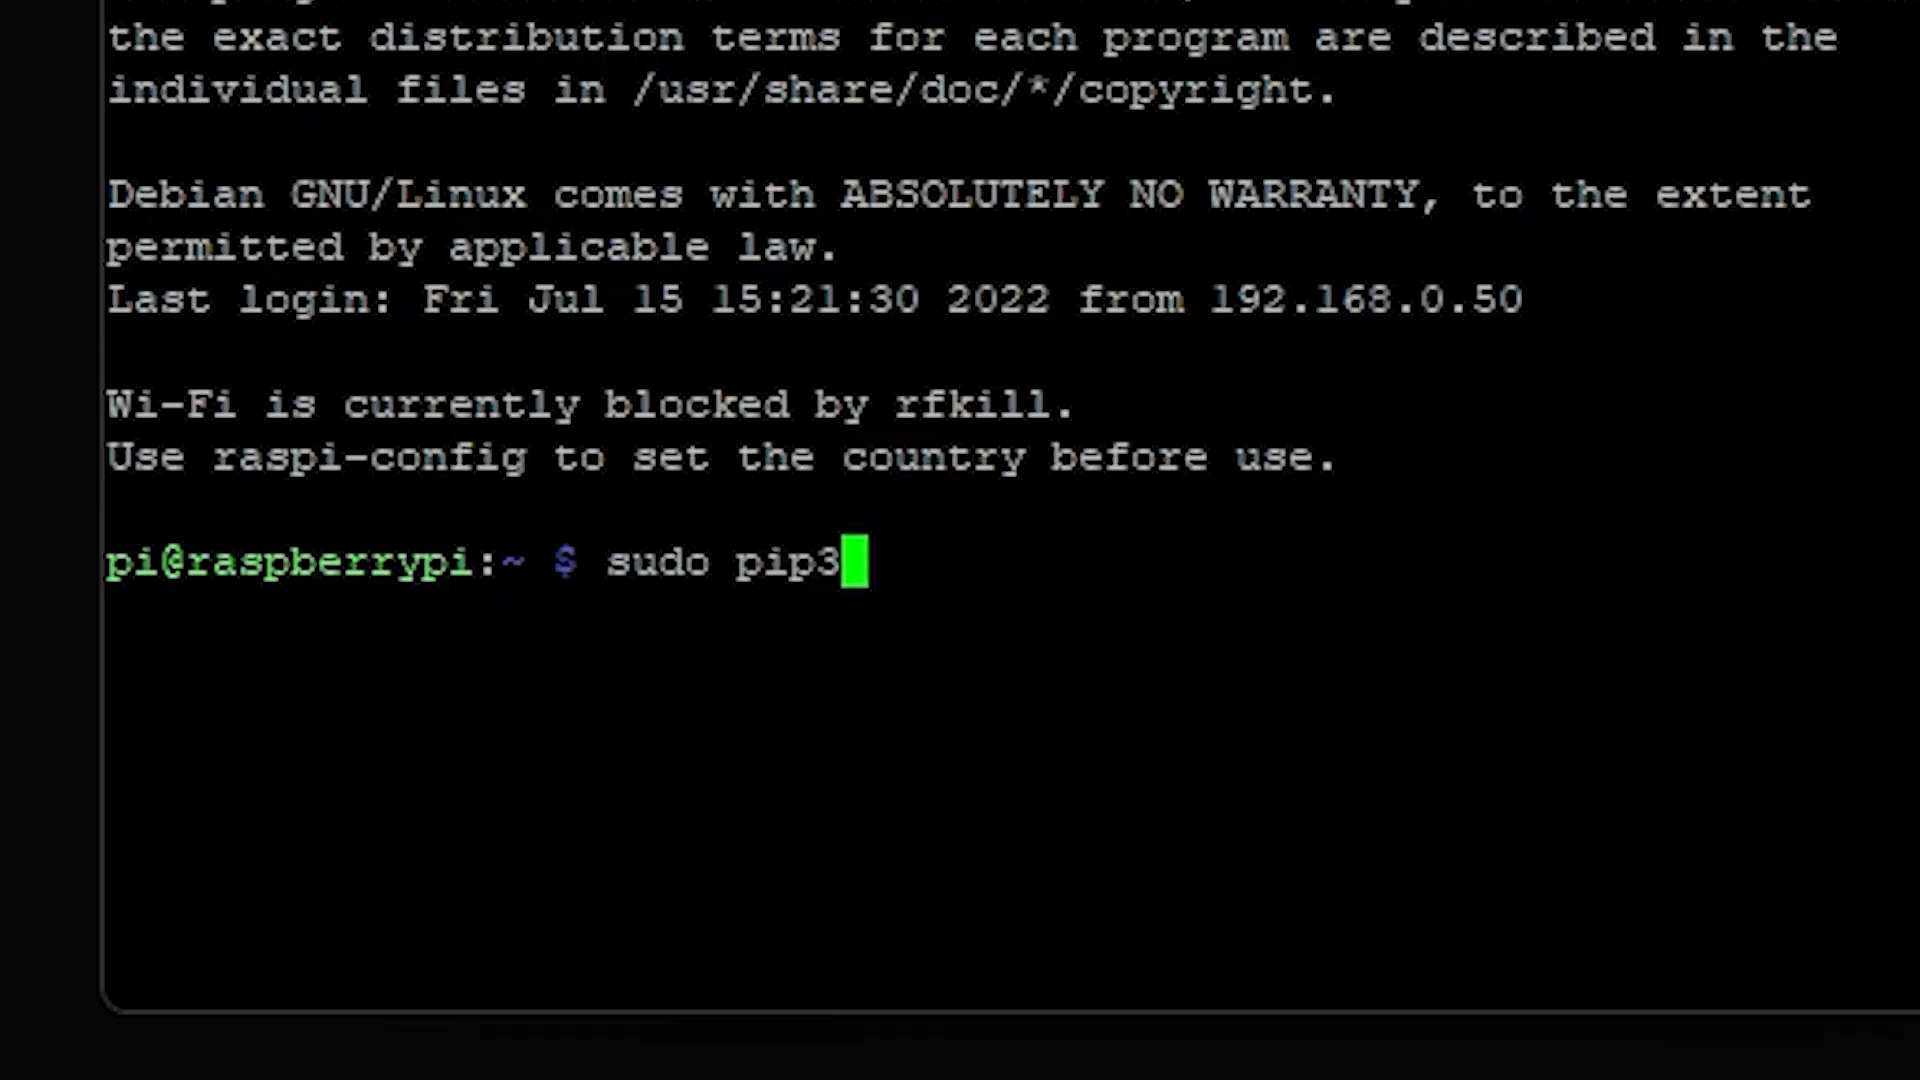 the exact distribution terms for each program are described in the
individual files in /usr/share/doc/*/copyright.
Debian GNU/Linux comes with ABSOLUTELY NO WARRANTY, to the extent
permitted by applicable law.
Last login: Fri Jul 15 15:21:30 2022 from 192.168.0.50
Wi-Fi is currently blocked by rfkill.
Use raspi-config to set the country before use.
pi@raspberrypi:~ $ sudo pip3